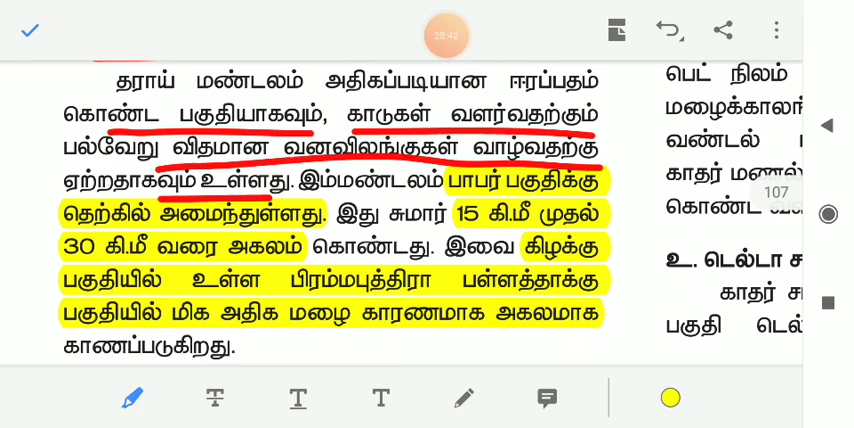 28:42
தராய் மண்டலம் அதிகப்படியான ஈரப்பதம்
கொண்ட பகுதியாகவும், காடுகள் வளர்வதற்கும்
பல்வேறு விதமான வனவிலங்குகள் வாழ்வதற்கு
ஏற்றதாகவும் உள்ளது. இம்மண்டலம் பாபர் பகுதிக்கு
தெற்கில் அமைந்துள்ளது. இது சுமார் 15 கி.மீ முதல்
30 கி.மீ வரை அகலம் கொண்டது. இவை கிழக்கு
பகுதியில் உள்ள பிரம்மபுத்திரா பள்ளத்தாக்கு
பகுதியில் மிக அதிக மழை காரணமாக அகலமாக
காணப்படுகிறது.
பெட் நிலம்
மழைக்காலங்
வண்டல்
காதர் மணல்
கொண்ட
107
உ. டெல்டா ச
காதர் ச
பகுதி டெல்